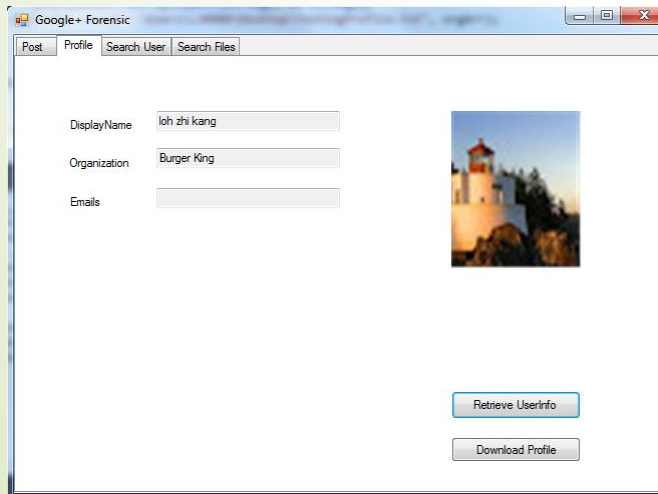 Google+ Forensic
Post Profile Search User Search Files
DisplayName loh zhi kang
Organization Burger King
Emails
Retrieve UserInfo
Download Profile